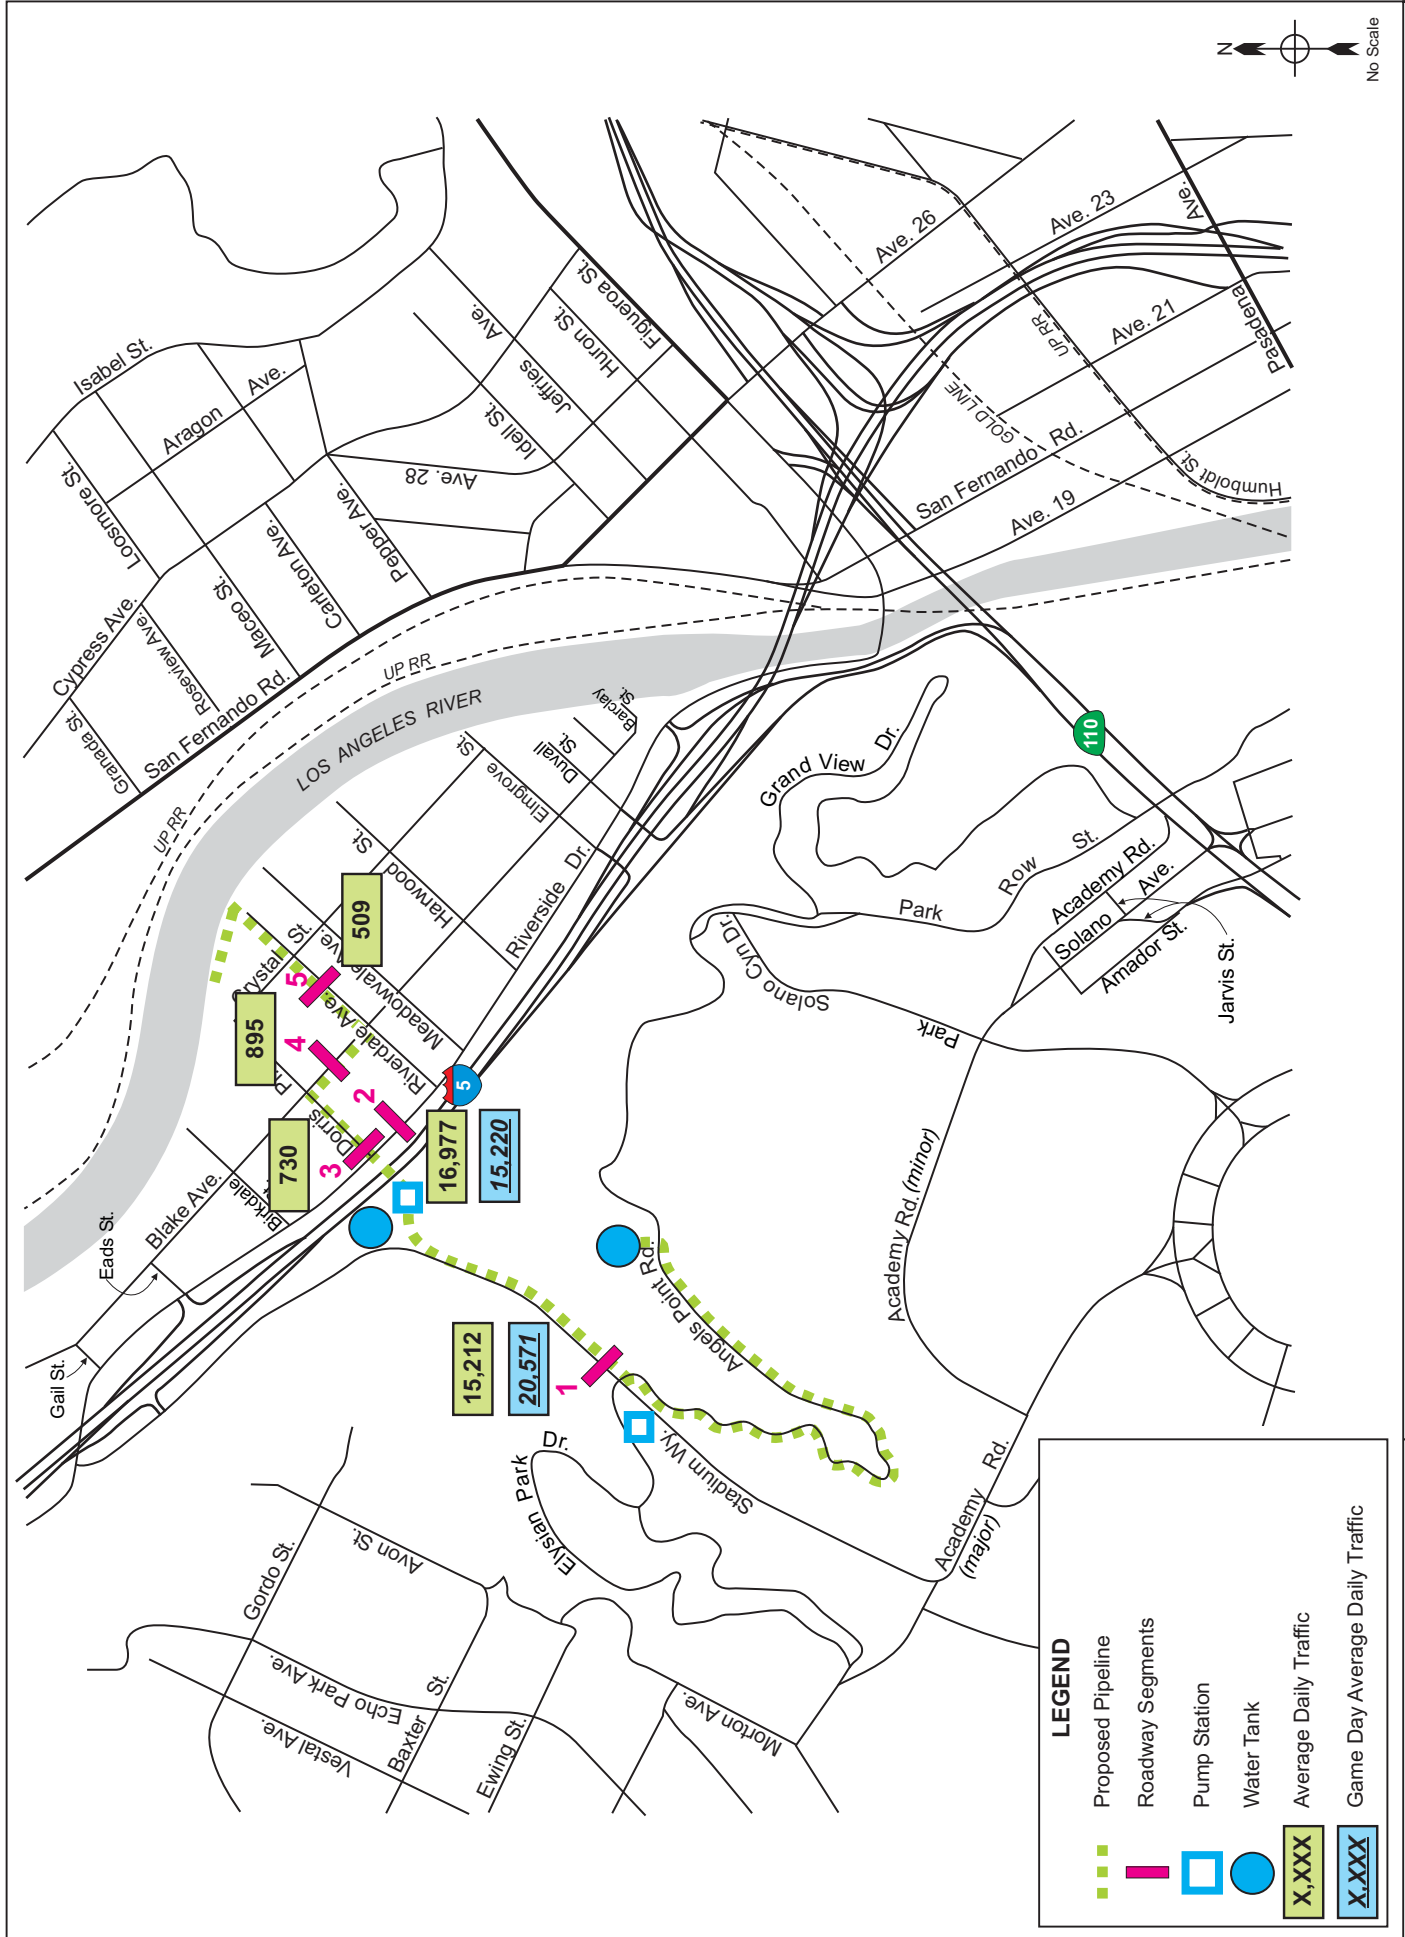 N
No Scale
Isabel St.
Aragon
Ave.
Loosmore St.
Cypress Ave.
Roseview Ave.
Granada St.
Maceo St.
Carleton Ave.
Pepper Ave.
Ave. 28
Idell St.
Jeffries
Ave.
Huron St.
Figueroa St.
San Fernando Rd.
UP RR
UP RR
LOS ANGELES RIVER
Ave. 26
Ave. 23
Ave.
Pasadena
Ave. 21
UP RR
GOLD LINE
San Fernando Rd.
Ave. 19
Humboldt St.
Barclay
St.
Duvall
St.
Elmgrove
St.
Harwood
St.
Riverside Dr.
Meadowvale Ave.
Riverdale Ave.
Crystal St.
Dorris
Birkdale
Blake Ave.
Eads St.
Gail St.
509
895
730
5
4
3
2
16,977
15,220
5
110
Grand View Dr.
Park Row St.
Academy Rd.
Solano Ave.
Amador St.
Jarvis St.
Solano Cyn Dr.
Park
Academy Rd. (minor)
Angels Point Rd.
15,212
20,571
1
Stadium Wy.
Elysian Park Dr.
Academy Rd.
(major)
Gordo St.
Avon St.
Echo Park Ave.
Vestal Ave.
Baxter St.
Ewing St.
Morton Ave.
LEGEND
Proposed Pipeline
Roadway Segments
Pump Station
Water Tank
X,XXX Average Daily Traffic
X,XXX Game Day Average Daily Traffic